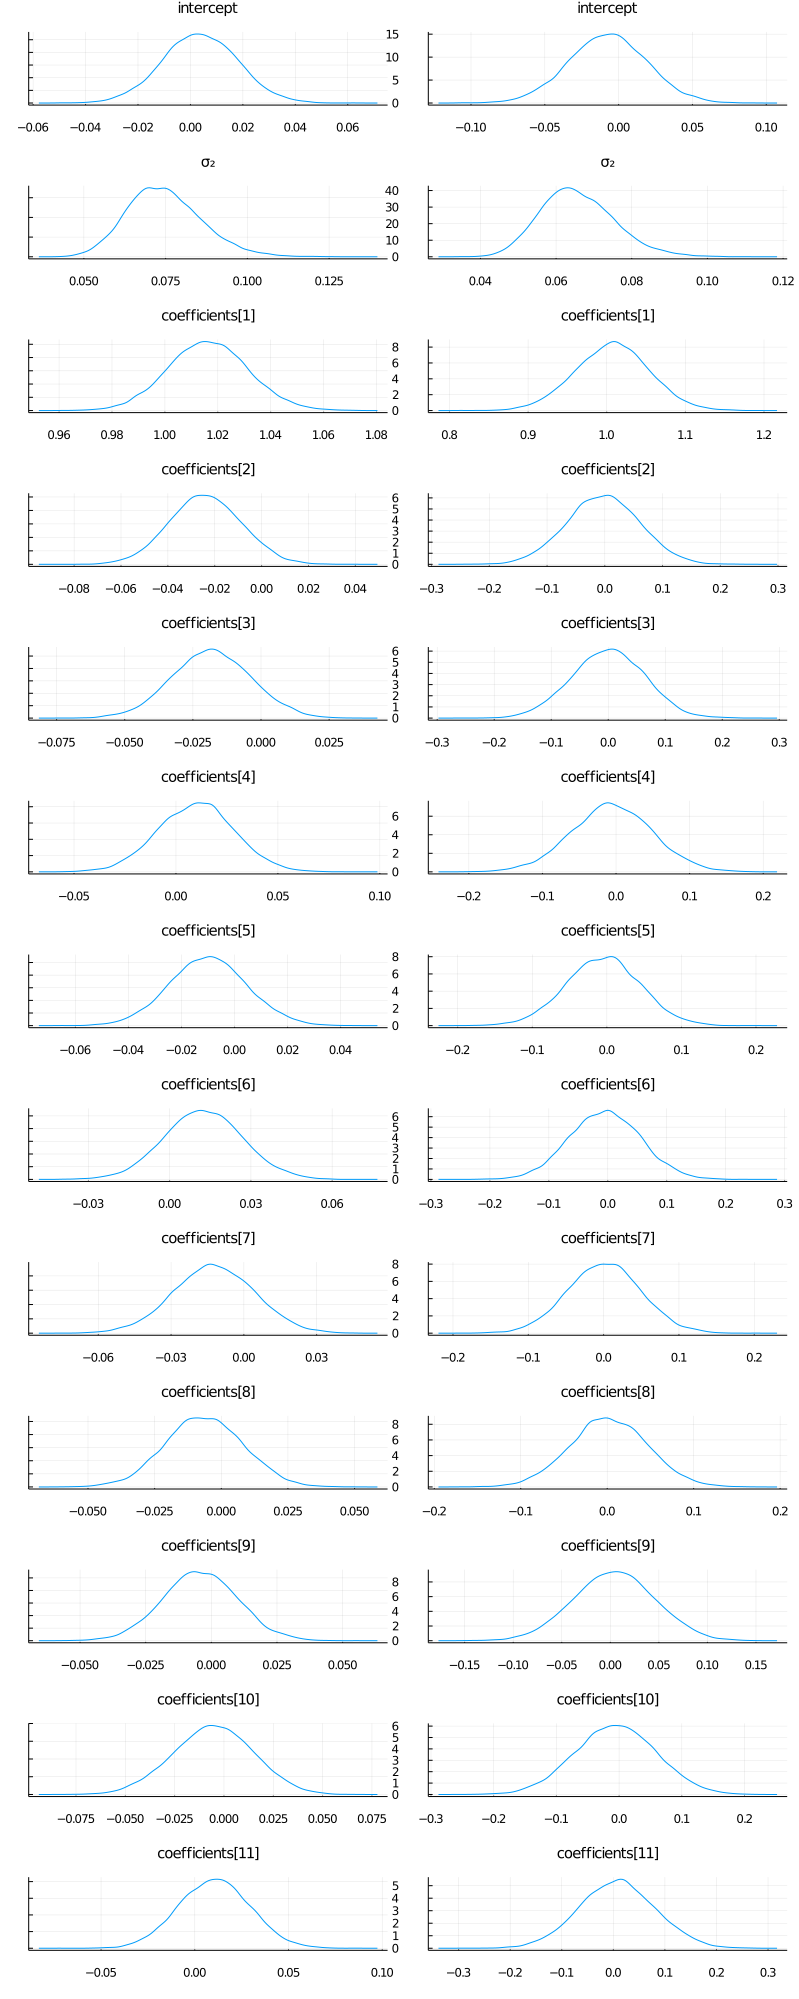 intercept intercept
15
10
5
0
−0.06 −0.04 −0.02 0.00 0.02 0.04 0.06 −0.10 −0.05 0.00 0.05 0.10
σ₂ σ₂
40
30
20
10
0
0.050 0.075 0.100 0.125 0.04 0.06 0.08 0.10 0.12
coefficients[1] coefficients[1]
8
6
4
2
0
0.96 0.98 1.00 1.02 1.04 1.06 1.08 0.8 0.9 1.0 1.1 1.2
coefficients[2] coefficients[2]
6
5
4
3
2
1
0
−0.08 −0.06 −0.04 −0.02 0.00 0.02 0.04 −0.3 −0.2 −0.1 0.0 0.1 0.2 0.3
coefficients[3] coefficients[3]
6
5
4
3
2
1
0
−0.075 −0.050 −0.025 0.000 0.025 −0.3 −0.2 −0.1 0.0 0.1 0.2 0.3
coefficients[4] coefficients[4]
6
4
2
0
−0.05 0.00 0.05 0.10 −0.2 −0.1 0.0 0.1 0.2
coefficients[5] coefficients[5]
8
6
4
2
0
−0.06 −0.04 −0.02 0.00 0.02 0.04 −0.2 −0.1 0.0 0.1 0.2
coefficients[6] coefficients[6]
6
5
4
3
2
1
0
−0.03 0.00 0.03 0.06 −0.3 −0.2 −0.1 0.0 0.1 0.2 0.3
coefficients[7] coefficients[7]
8
6
4
2
0
−0.06 −0.03 0.00 0.03 −0.2 −0.1 0.0 0.1 0.2
coefficients[8] coefficients[8]
8
6
4
2
0
−0.050 −0.025 0.000 0.025 0.050 −0.2 −0.1 0.0 0.1 0.2
coefficients[9] coefficients[9]
8
6
4
2
0
−0.050 −0.025 0.000 0.025 0.050 −0.15 −0.10 −0.05 0.00 0.05 0.10 0.15
coefficients[10] coefficients[10]
6
5
4
3
2
1
0
−0.075 −0.050 −0.025 0.000 0.025 0.050 0.075 −0.3 −0.2 −0.1 0.0 0.1 0.2
coefficients[11] coefficients[11]
5
4
3
2
1
0
−0.05 0.00 0.05 0.10 −0.3 −0.2 −0.1 0.0 0.1 0.2 0.3